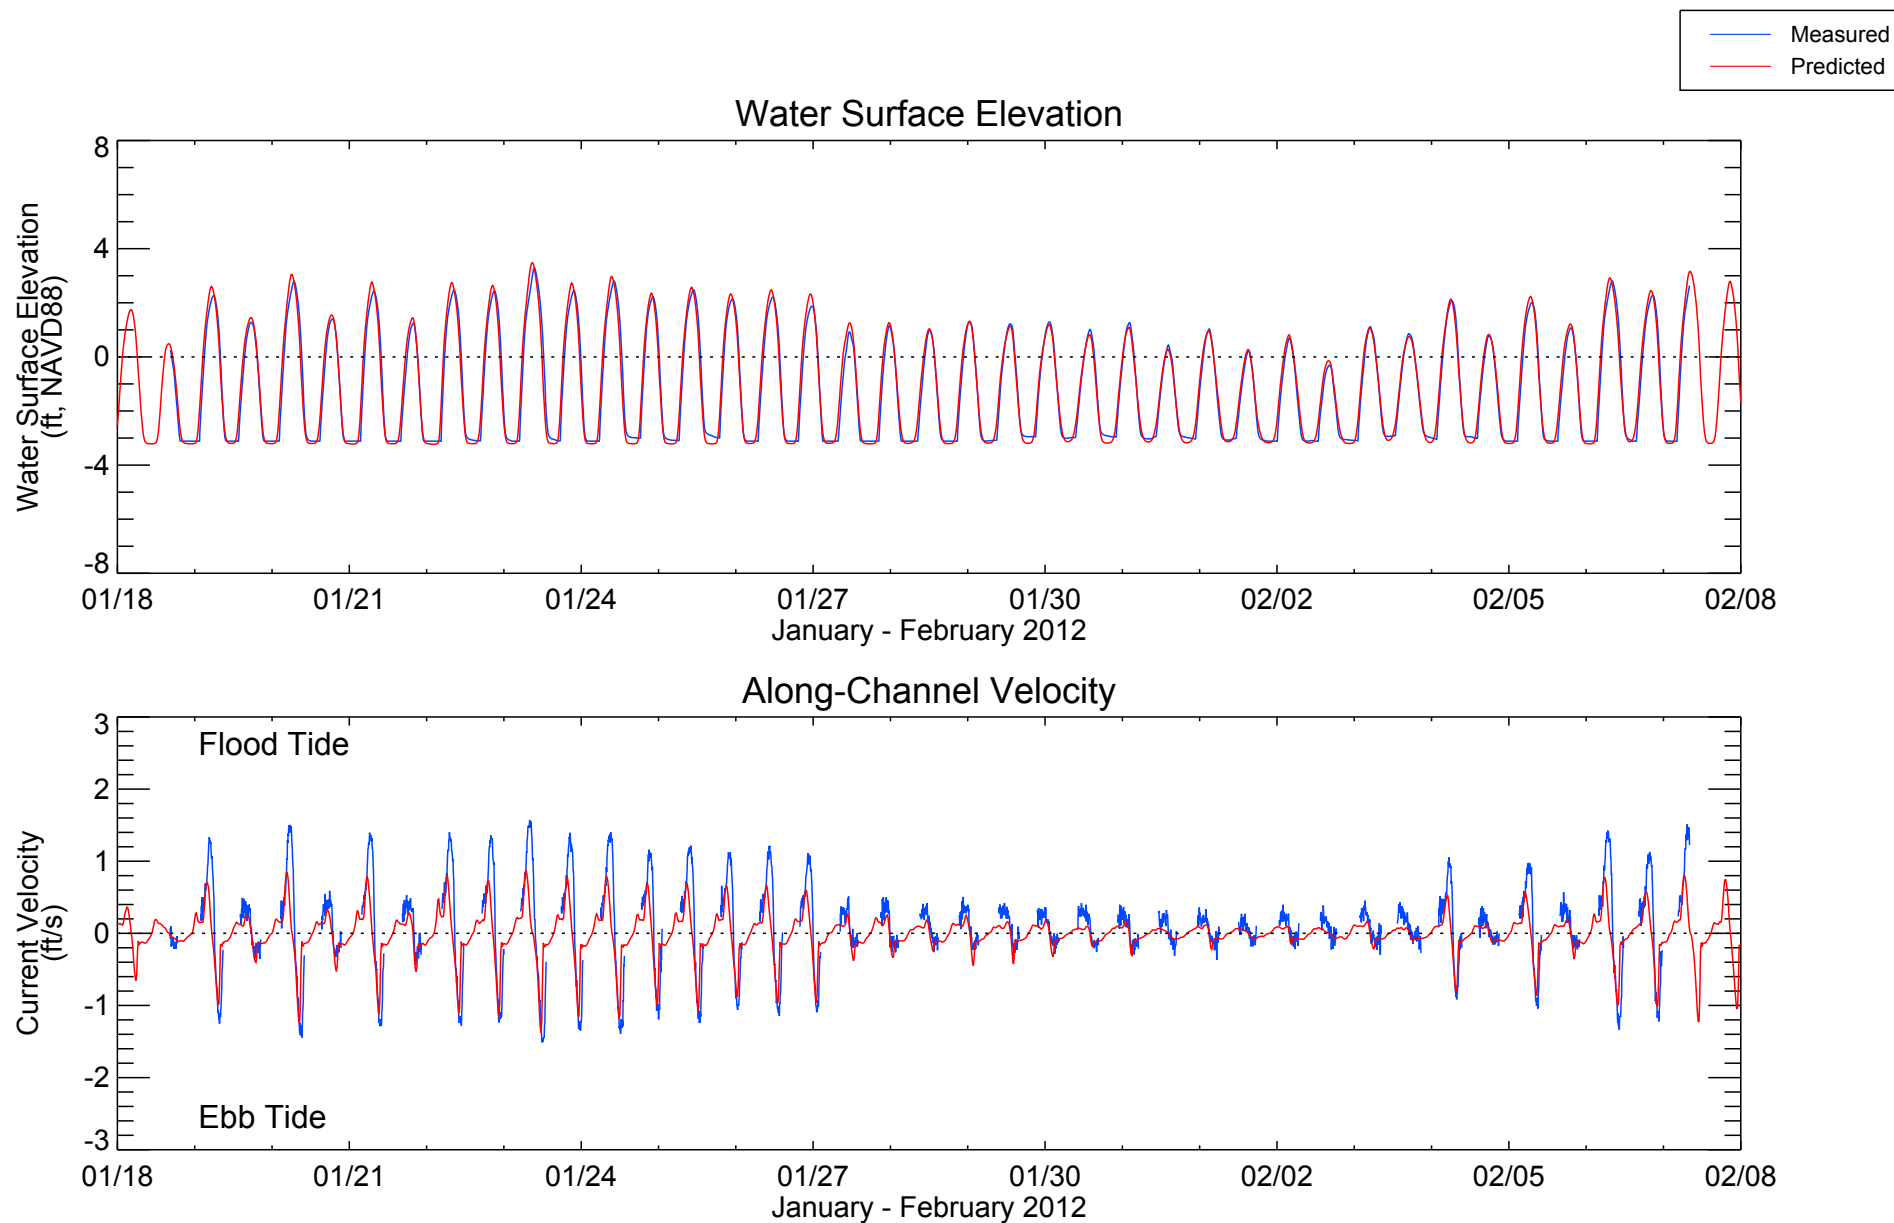 Measured
Predicted
Water Surface Elevation
8
4
0
-4
-8
Water Surface Elevation
(ft, NAVD88)
01/18 01/21 01/24 01/27 01/30 02/02 02/05 02/08
January - February 2012
Along-Channel Velocity
3
2
1
0
-1
-2
-3
Current Velocity
(ft/s)
Flood Tide
Ebb Tide
01/18 01/21 01/24 01/27 01/30 02/02 02/05 02/08
January - February 2012